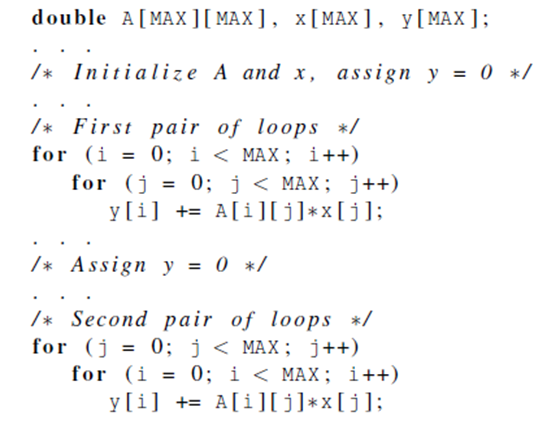 double A[MAX][MAX], x[MAX], y[MAX];
. . .
/* Initialize A and x, assign y = 0 */
. . .
/* First pair of loops */
for (i = 0; i < MAX; i++)
for (j = 0; j < MAX; j++)
y[i] += A[i][j]*x[j];
. . .
/* Assign y = 0 */
. . .
/* Second pair of loops */
for (j = 0; j < MAX; j++)
for (i = 0; i < MAX; i++)
y[i] += A[i][j]*x[j];